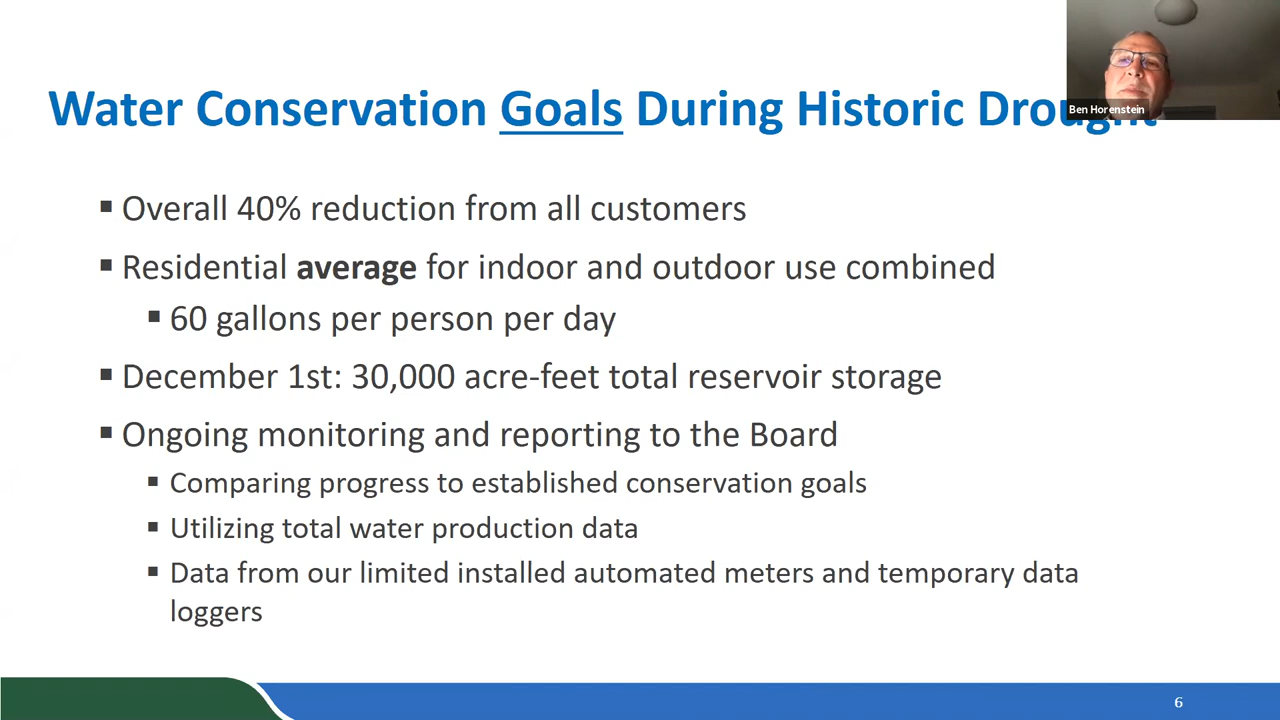 Water Conservation Goals During Historic Drought
Ben Horenstein
▪ Overall 40% reduction from all customers
▪ Residential average for indoor and outdoor use combined
▪ 60 gallons per person per day
▪ December 1st: 30,000 acre-feet total reservoir storage
▪ Ongoing monitoring and reporting to the Board
▪ Comparing progress to established conservation goals
▪ Utilizing total water production data
▪ Data from our limited installed automated meters and temporary data
loggers
6